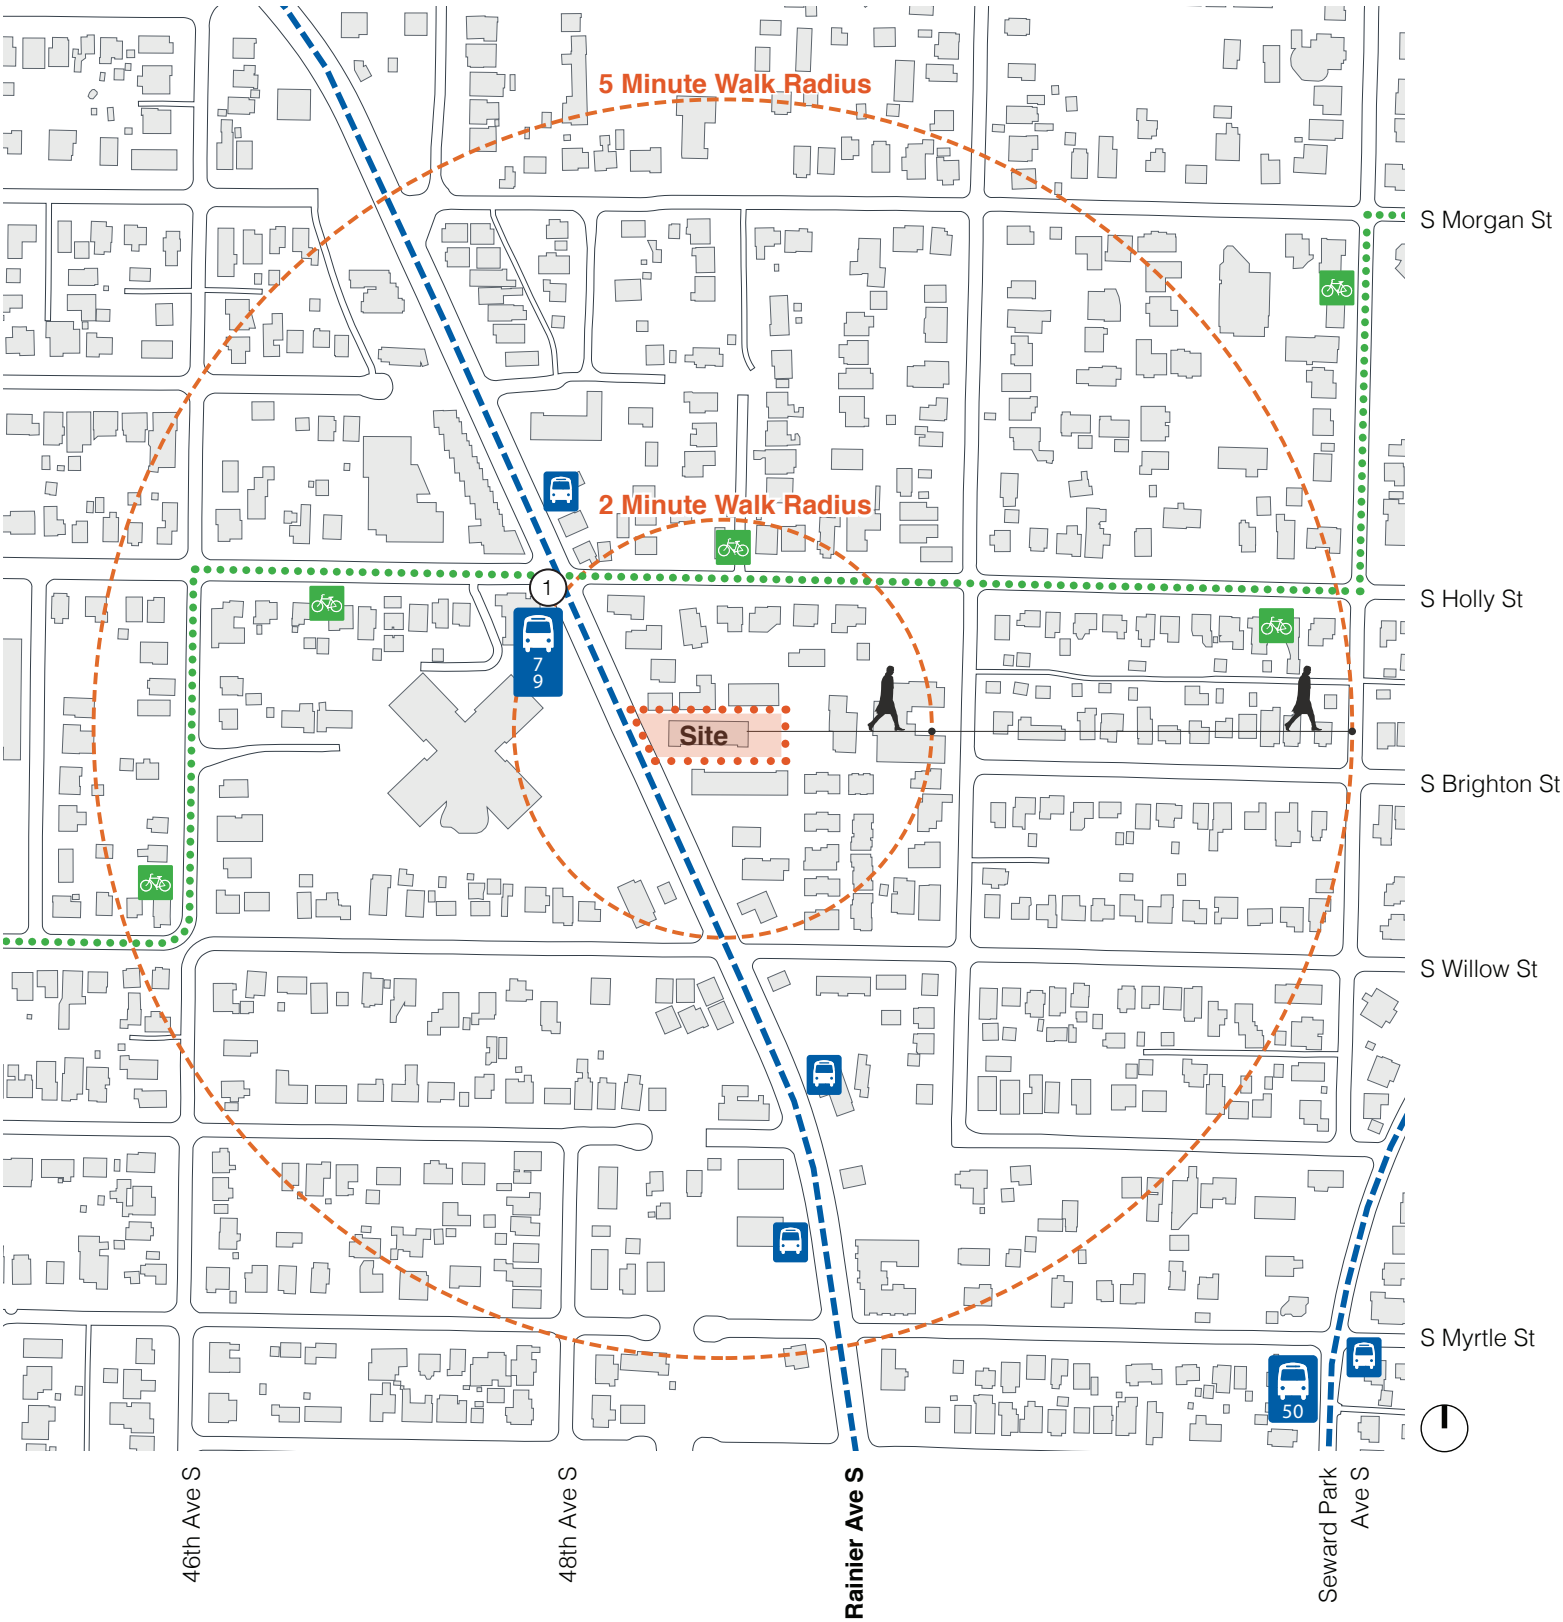 5 Minute Walk Radius
S Morgan St
2 Minute Walk Radius
1
S Holly St
7
9
Site
S Brighton St
S Willow St
S Myrtle St
50
46th Ave S
48th Ave S
Rainier Ave S
Seward Park
Ave S